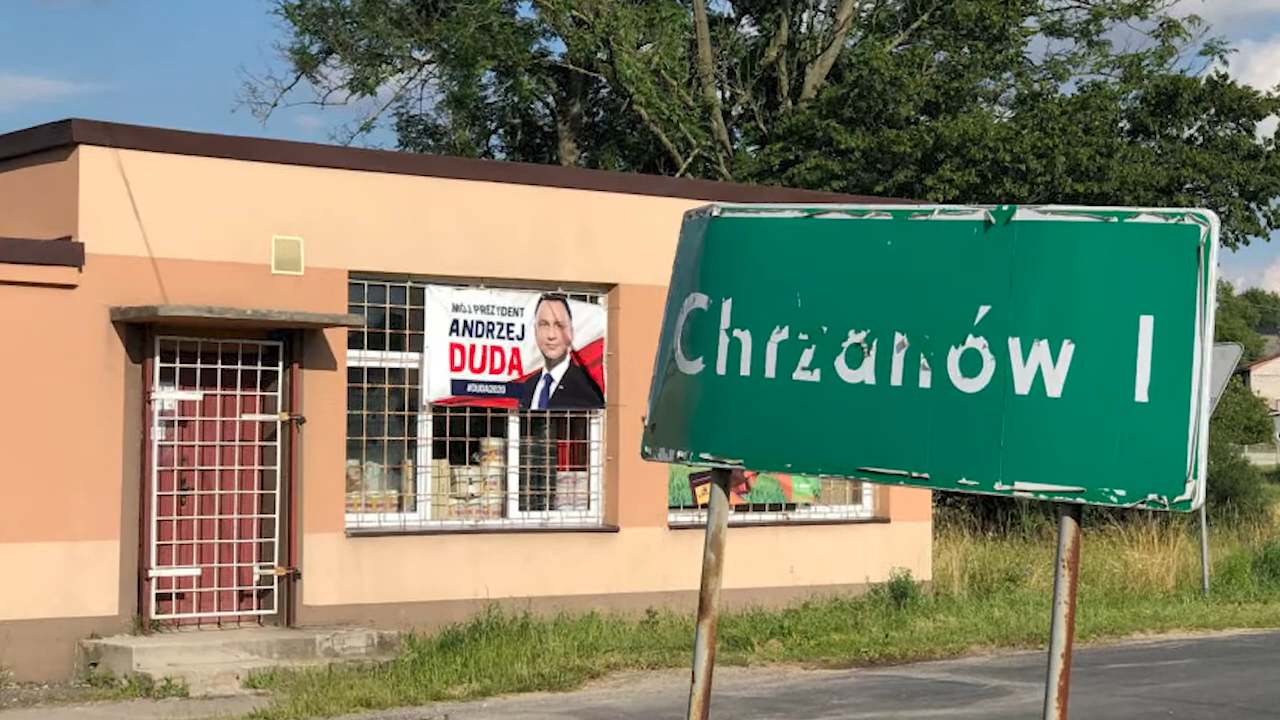 MÓJ PREZYDENT
ANDRZEJ
DUDA
#DUDA2020
Chrzanów I